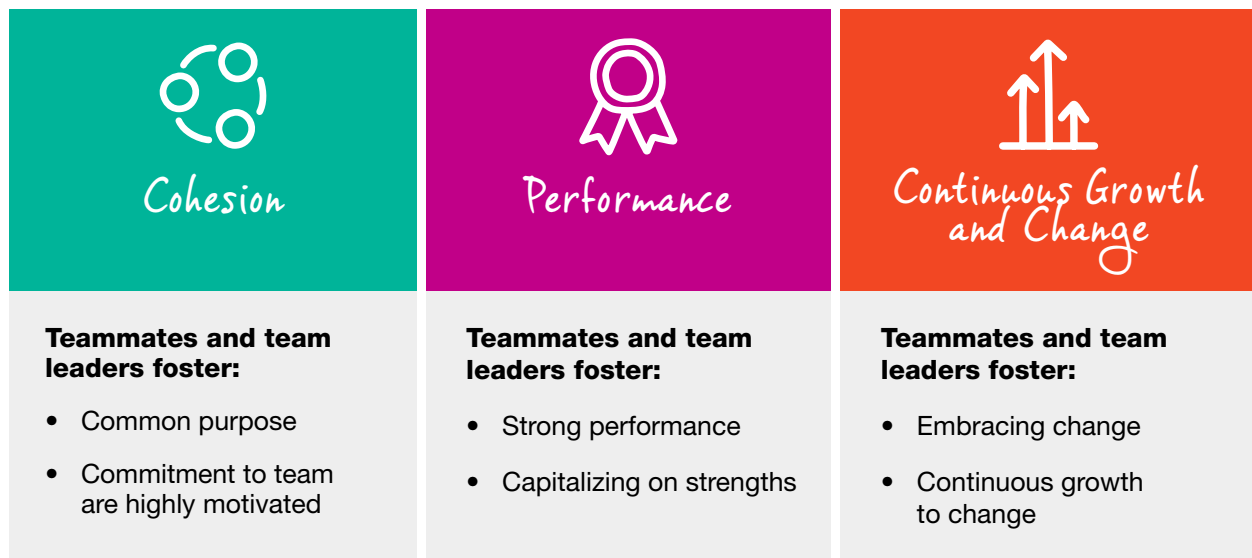 Cohesion
Teammates and team
leaders foster:
• Common purpose
• Commitment to team
are highly motivated
Performance
Teammates and team
leaders foster:
• Strong performance
• Capitalizing on strengths
Continuous Growth
and Change
Teammates and team
leaders foster:
• Embracing change
• Continuous growth
to change